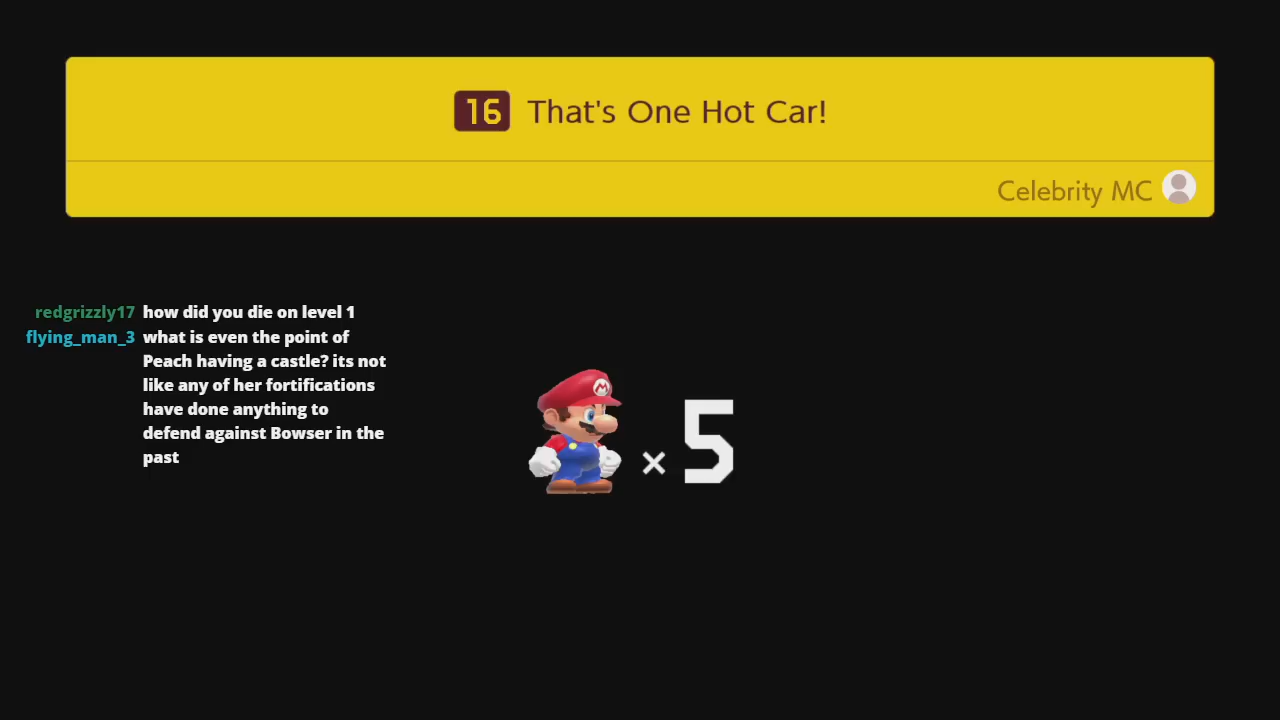 16 That's One Hot Car!
Celebrity MC
redgrizzly17 how did you die on level 1
flying_man_3 what is even the point of
Peach having a castle? its not
like any of her fortifications
have done anything to
defend against Bowser in the
past
M
× 5